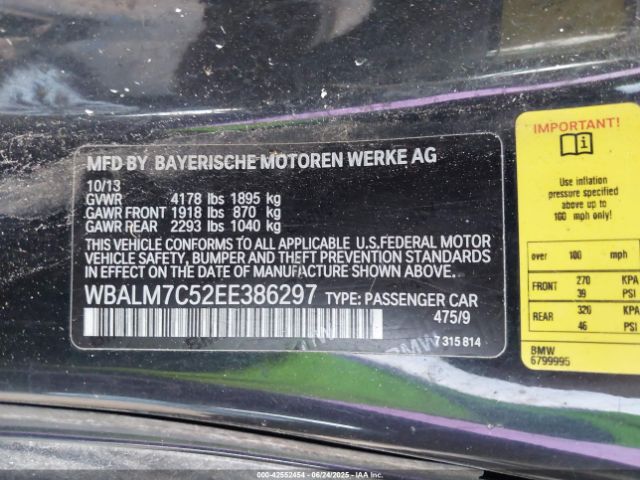 MFD BY BAYERISCHE MOTOREN WERKE AG
10/13
GVWR 4178 lbs 1895 kg
GAWR FRONT 1918 lbs 870 kg
GAWR REAR 2293 lbs 1040 kg
THIS VEHICLE CONFORMS TO ALL APPLICABLE U.S.FEDERAL MOTOR
VEHICLE SAFETY, BUMPER, AND THEFT PREVENTION STANDARDS
IN EFFECT ON THE DATE OF MANUFACTURE SHOWN ABOVE.
WBALM7C52EE386297 TYPE: PASSENGER CAR
475/9
7 315 814
IMPORTANT!
Use inflation
pressure specified
above up to
100 mph only!
over 100 mph
FRONT 270 KPA
39 PSI
REAR 320 KPA
46 PSI
BMW
6799995
000-42552454 - 06/24/2025 - IAAI.COM